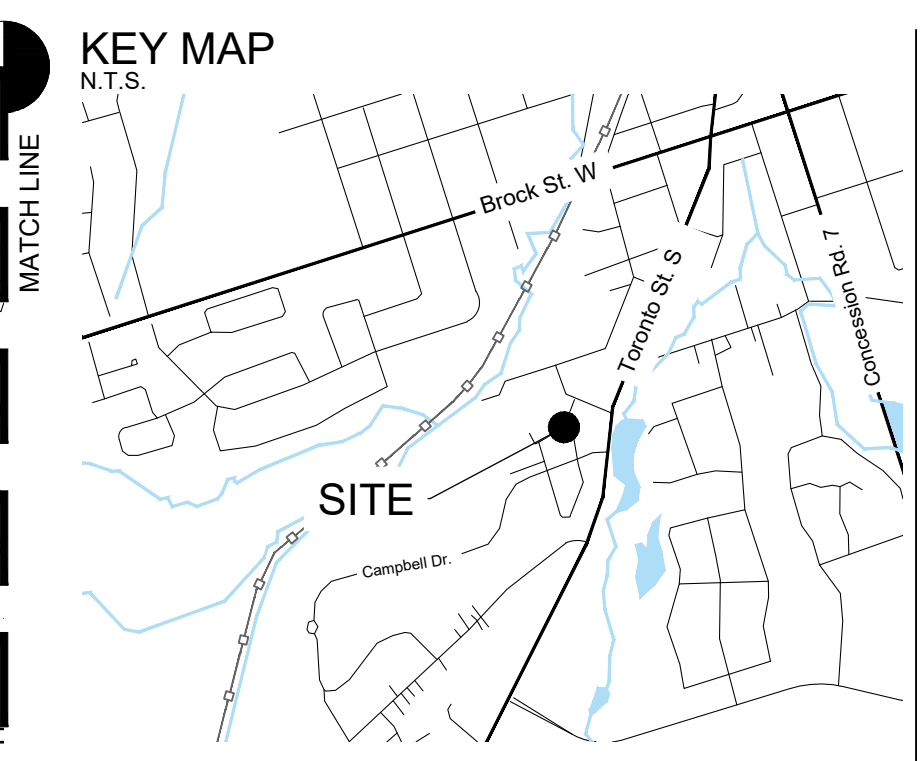 KEY MAP
N.T.S.
MATCH LINE
Brock St. W
Toronto St. S
Concession Rd. 7
SITE
Campbell Dr.